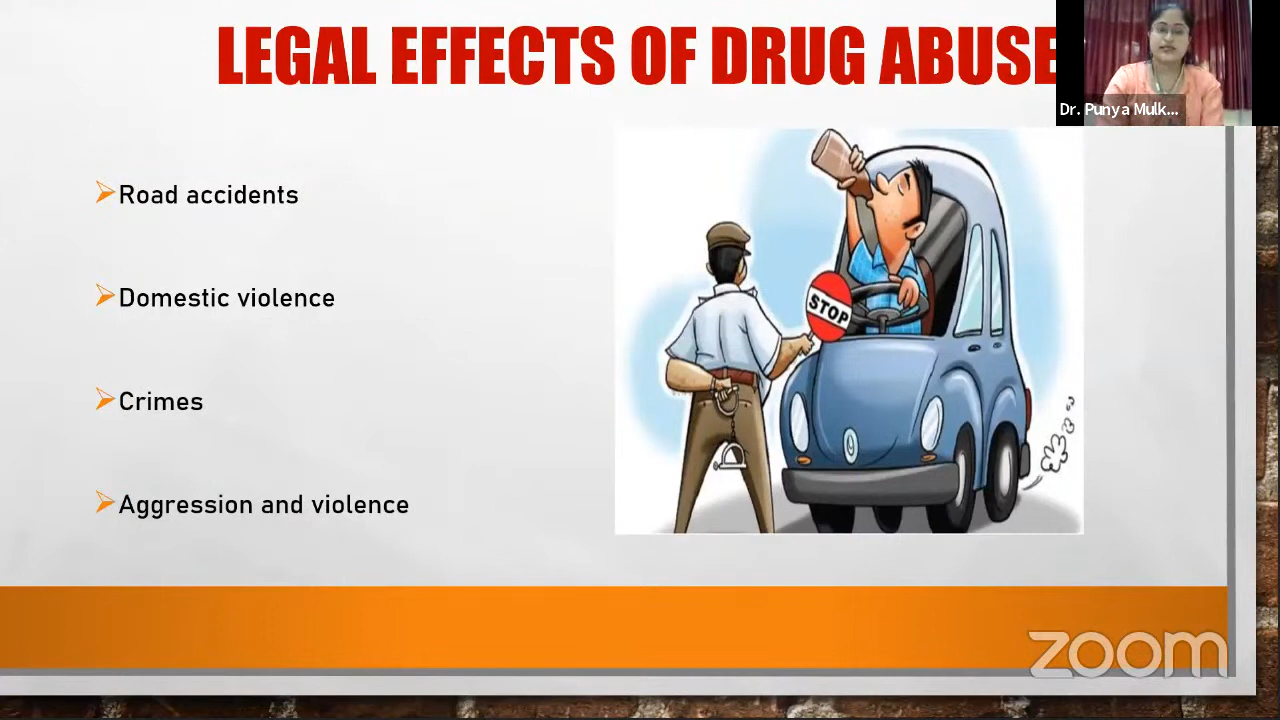 LEGAL EFFECTS OF DRUG ABUSE
Dr. Punya Mulk...
Road accidents
Domestic violence
Crimes
Aggression and violence
STOP
zoom